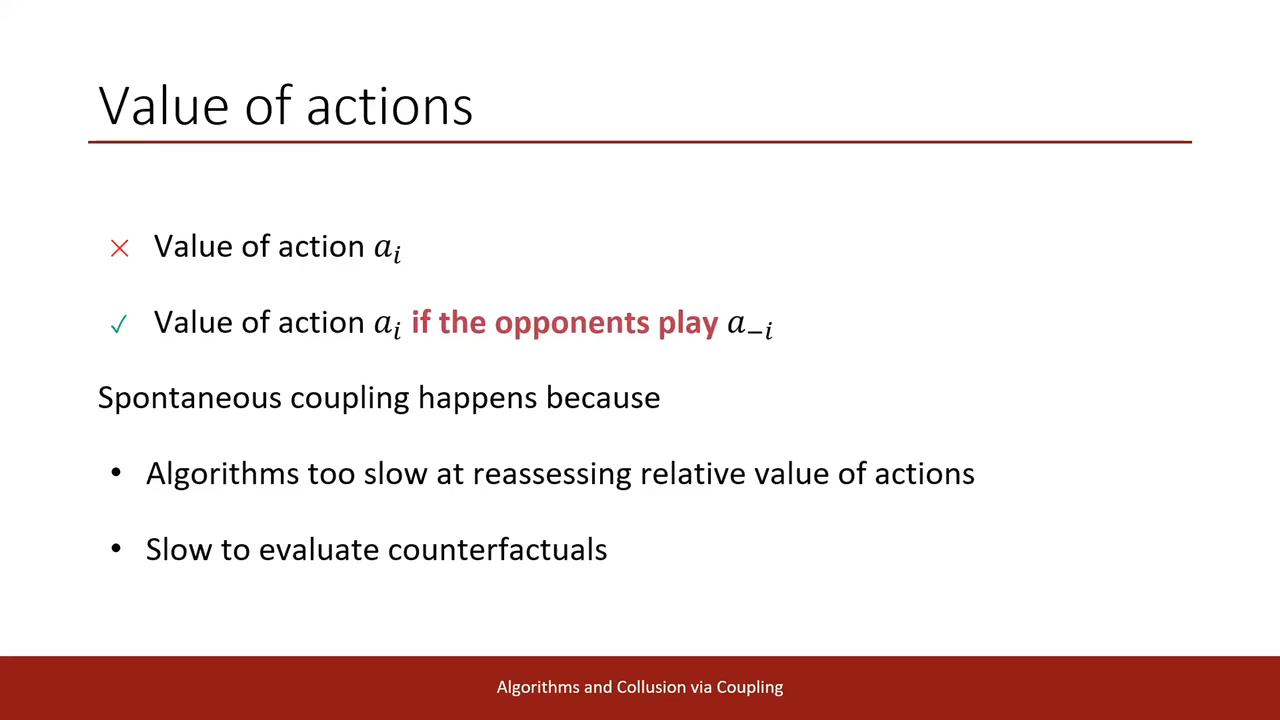 Value of actions
× Value of action 𝑎ᵢ
✓ Value of action 𝑎ᵢ if the opponents play 𝑎₋ᵢ
Spontaneous coupling happens because
• Algorithms too slow at reassessing relative value of actions
• Slow to evaluate counterfactuals
Algorithms and Collusion via Coupling